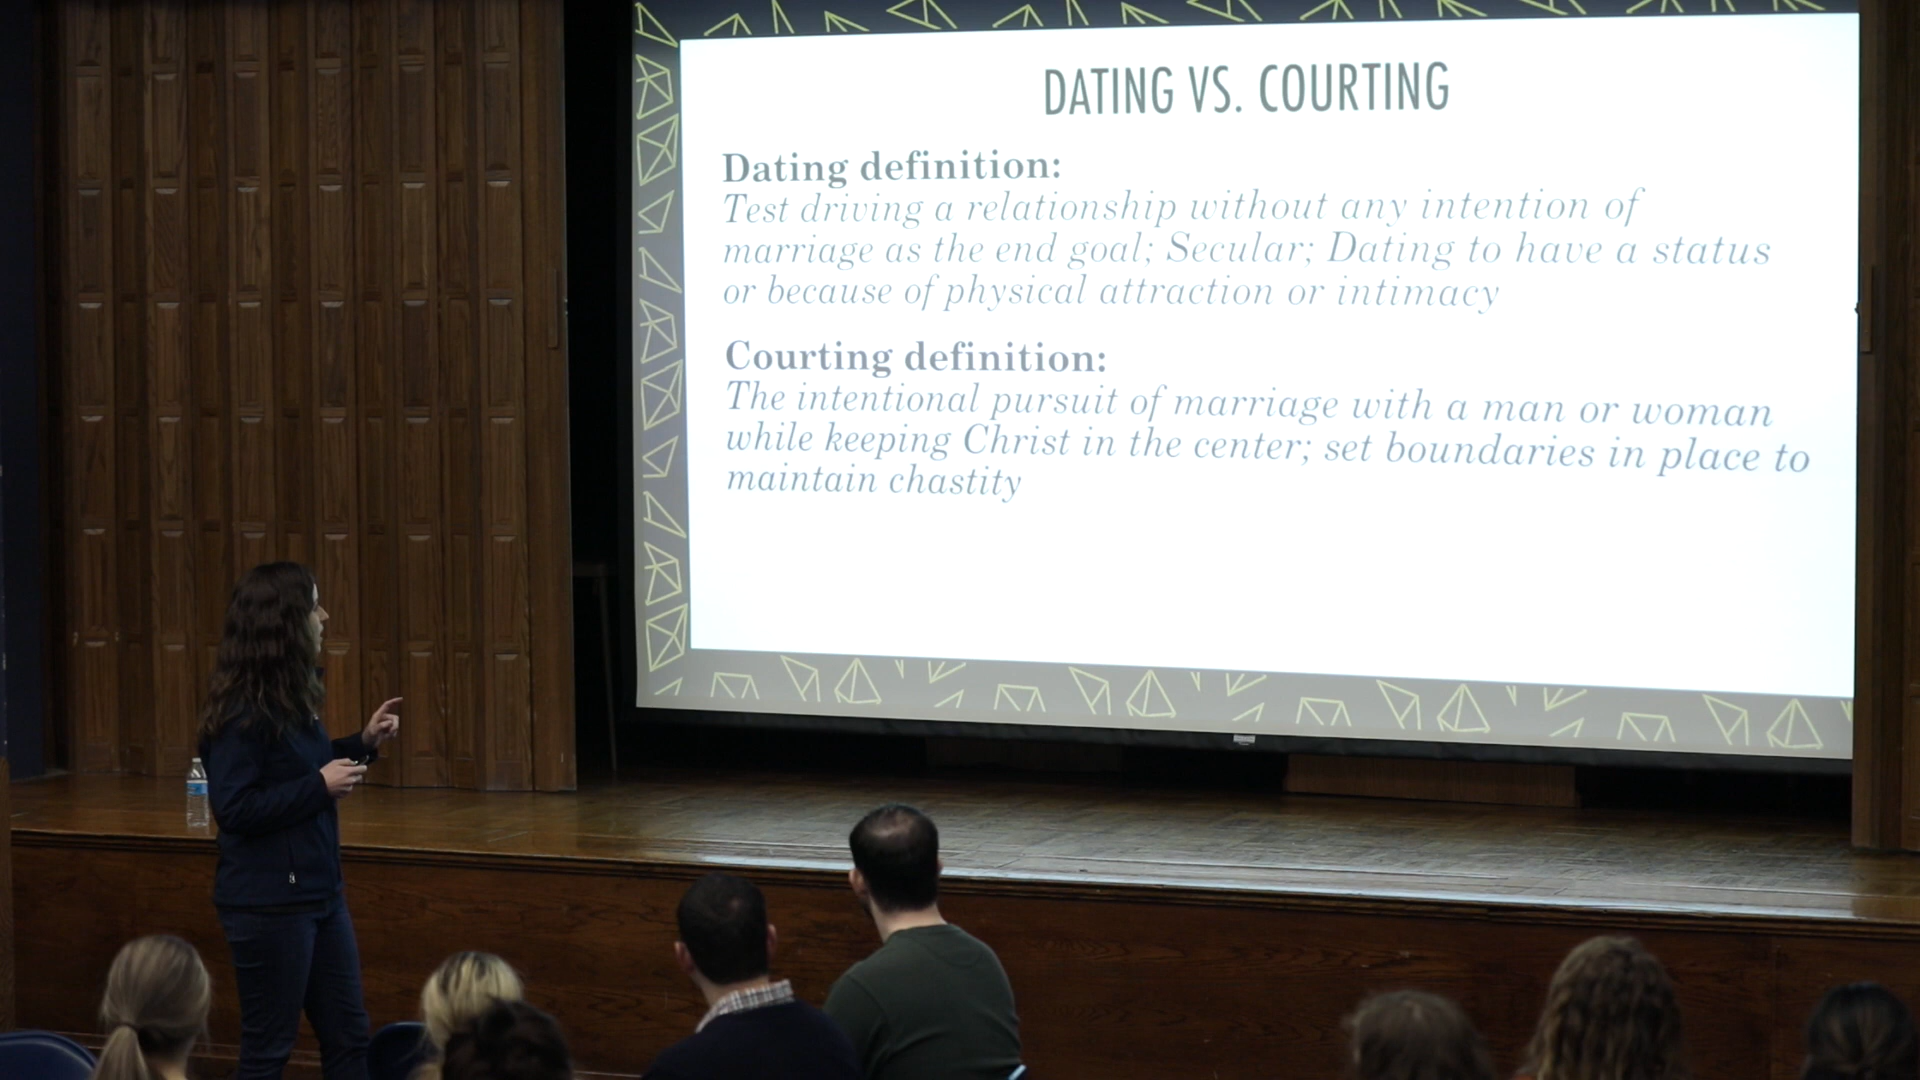 DATING VS. COURTING
Dating definition:
Test driving a relationship without any intention of
marriage as the end goal; Secular; Dating to have a status
or because of physical attraction or intimacy
Courting definition:
The intentional pursuit of marriage with a man or woman
while keeping Christ in the center; set boundaries in place to
maintain chastity